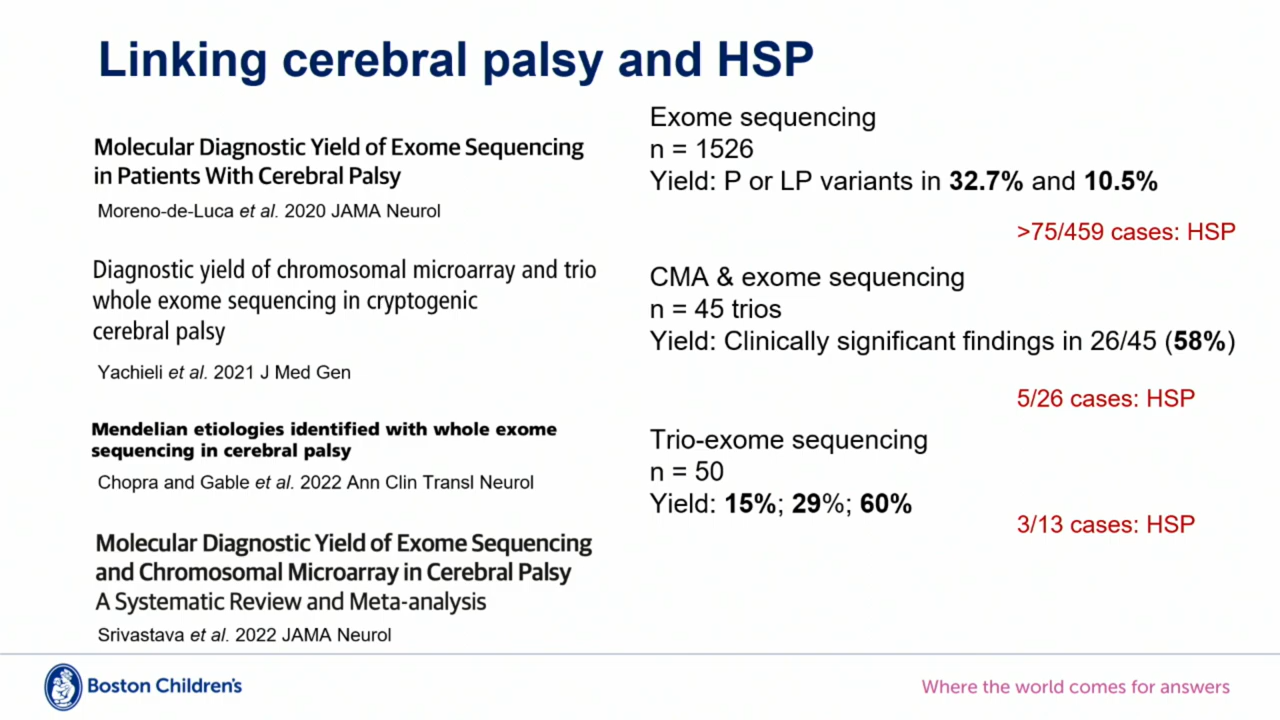 Linking cerebral palsy and HSP
Molecular Diagnostic Yield of Exome Sequencing
in Patients With Cerebral Palsy
Moreno-de-Luca et al. 2020 JAMA Neurol
Exome sequencing
n = 1526
Yield: P or LP variants in 32.7% and 10.5%
>75/459 cases: HSP
Diagnostic yield of chromosomal microarray and trio
whole exome sequencing in cryptogenic
cerebral palsy
Yachieli et al. 2021 J Med Gen
CMA & exome sequencing
n = 45 trios
Yield: Clinically significant findings in 26/45 (58%)
5/26 cases: HSP
Mendelian etiologies identified with whole exome
sequencing in cerebral palsy
Chopra and Gable et al. 2022 Ann Clin Transl Neurol
Trio-exome sequencing
n = 50
Yield: 15%; 29%; 60%
3/13 cases: HSP
Molecular Diagnostic Yield of Exome Sequencing
and Chromosomal Microarray in Cerebral Palsy
A Systematic Review and Meta-analysis
Srivastava et al. 2022 JAMA Neurol
Boston Children's
Where the world comes for answers